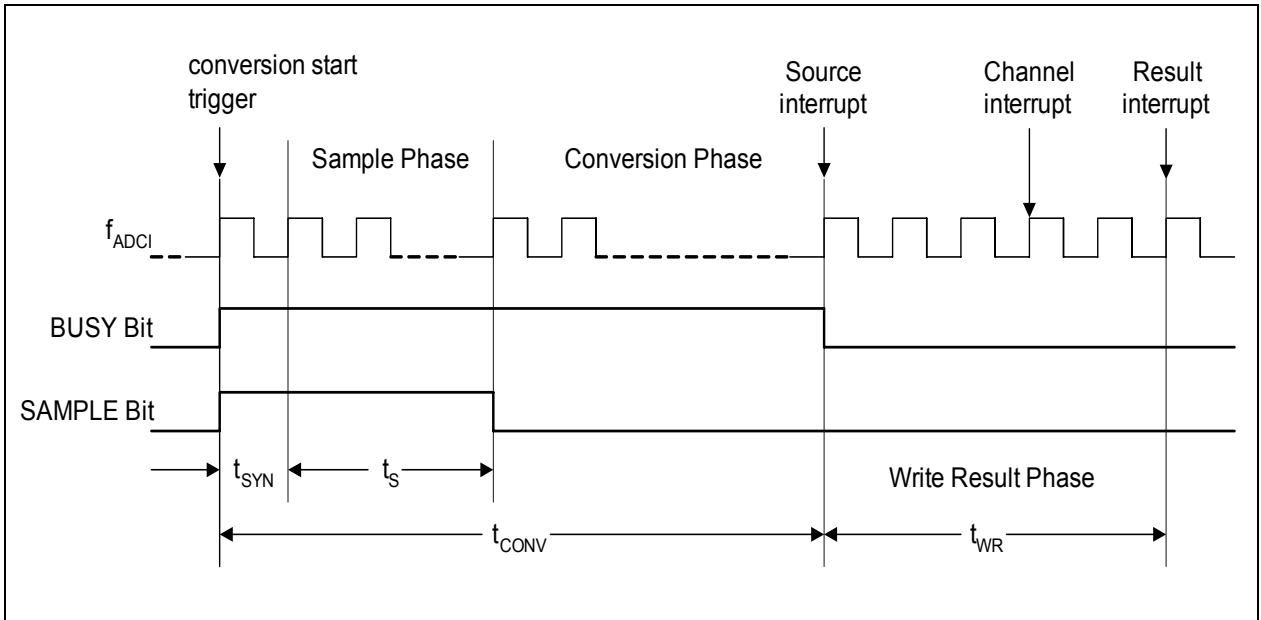 conversion start
trigger
Source
interrupt
Channel
interrupt
Result
interrupt
Sample Phase
Conversion Phase
fADCI
BUSY Bit
SAMPLE Bit
tSYN
tS
Write Result Phase
tCONV
tWR